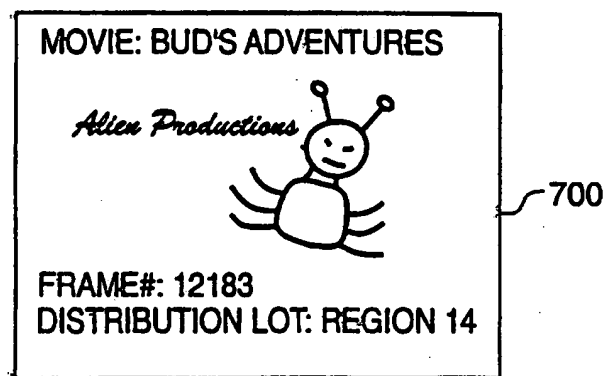 MOVIE: BUD'S ADVENTURES
Alien Productions
700
FRAME#: 12183
DISTRIBUTION LOT: REGION 14